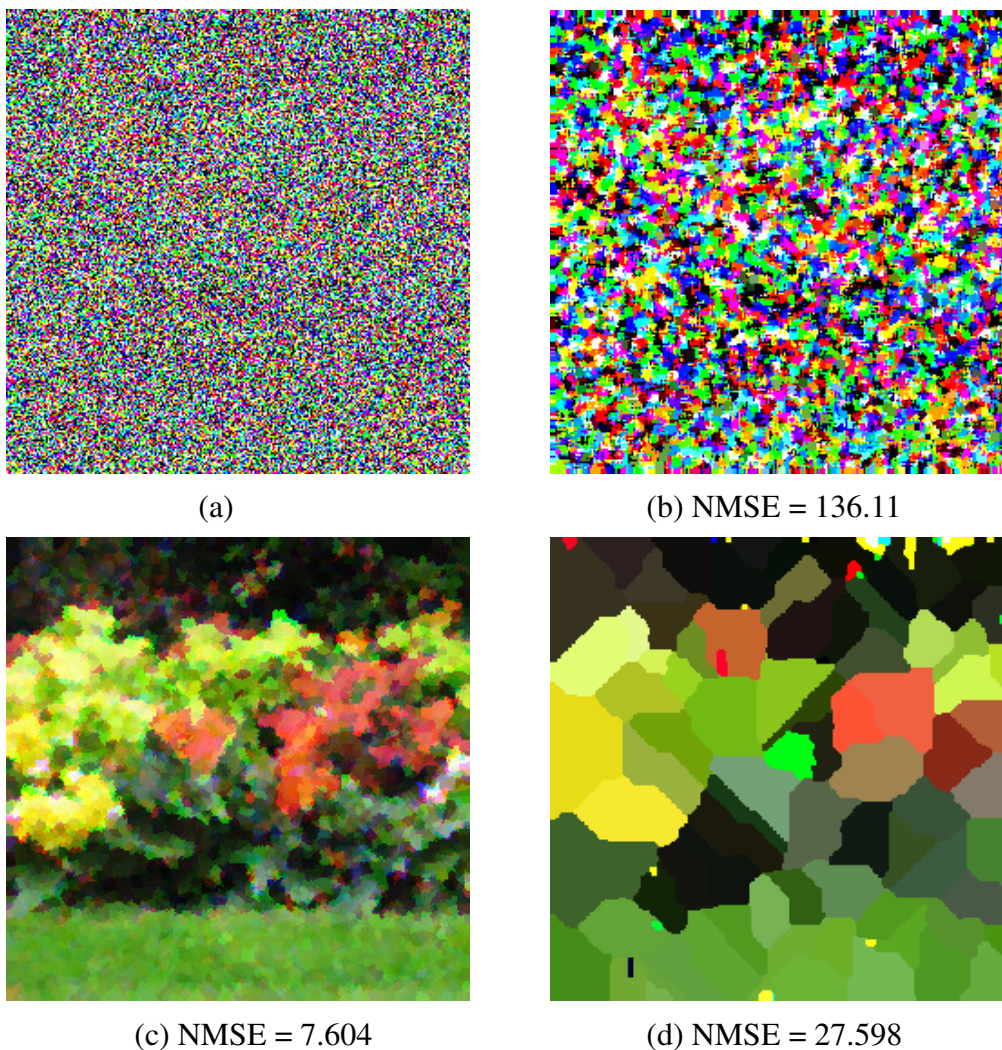 (a)
(b) NMSE = 136.11
(c) NMSE = 7.604
(d) NMSE = 27.598